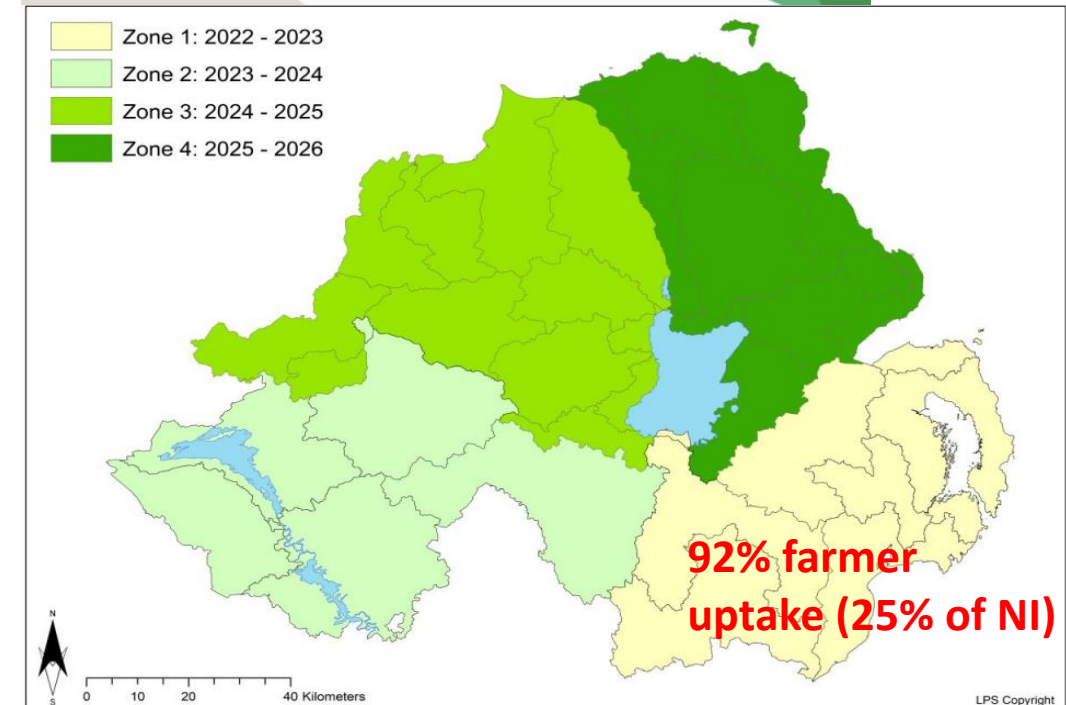 Zone 1: 2022 - 2023
Zone 2: 2023 - 2024
Zone 3: 2024 - 2025
Zone 4: 2025 - 2026
92% farmer
uptake (25% of NI)
N
S
0 10 20 40 Kilometers
LPS Copyright